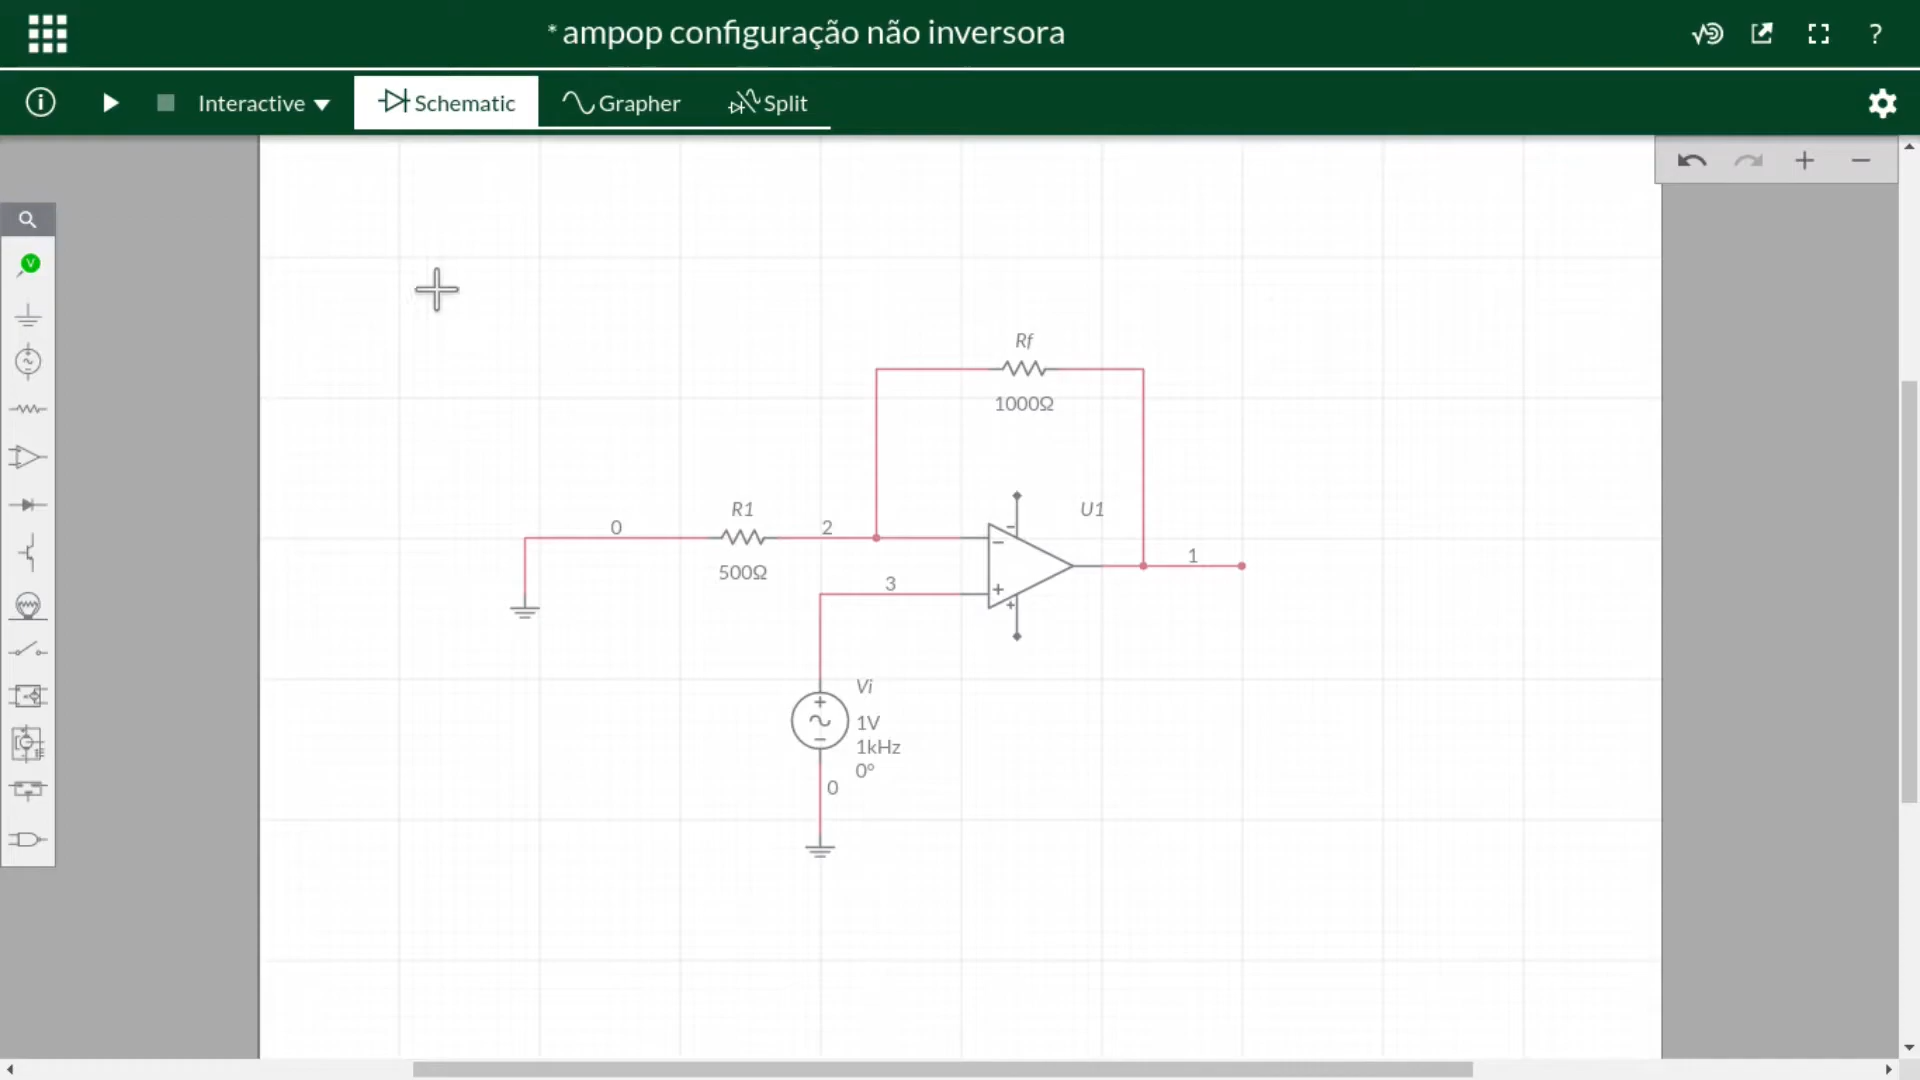 * ampop configuração não inversora
?
Interactive
Schematic
Grapher
Split
V
Rf
1000Ω
R1
U1
0
2
1
500Ω
3
Vi
1V
1kHz
0°
0